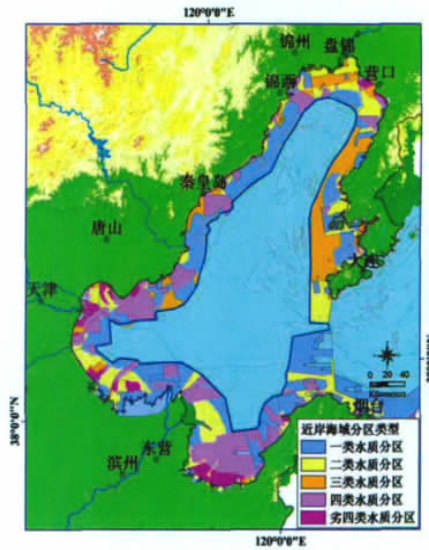 120°0'0"E
锦州
盘锦
锦西
营口
秦皇岛
唐山
大连
天津
0 20 40
38°0'0"N
烟台
东营
滨州
近岸海域分区类型
一类水质分区
二类水质分区
三类水质分区
四类水质分区
劣四类水质分区
120°0'0"E